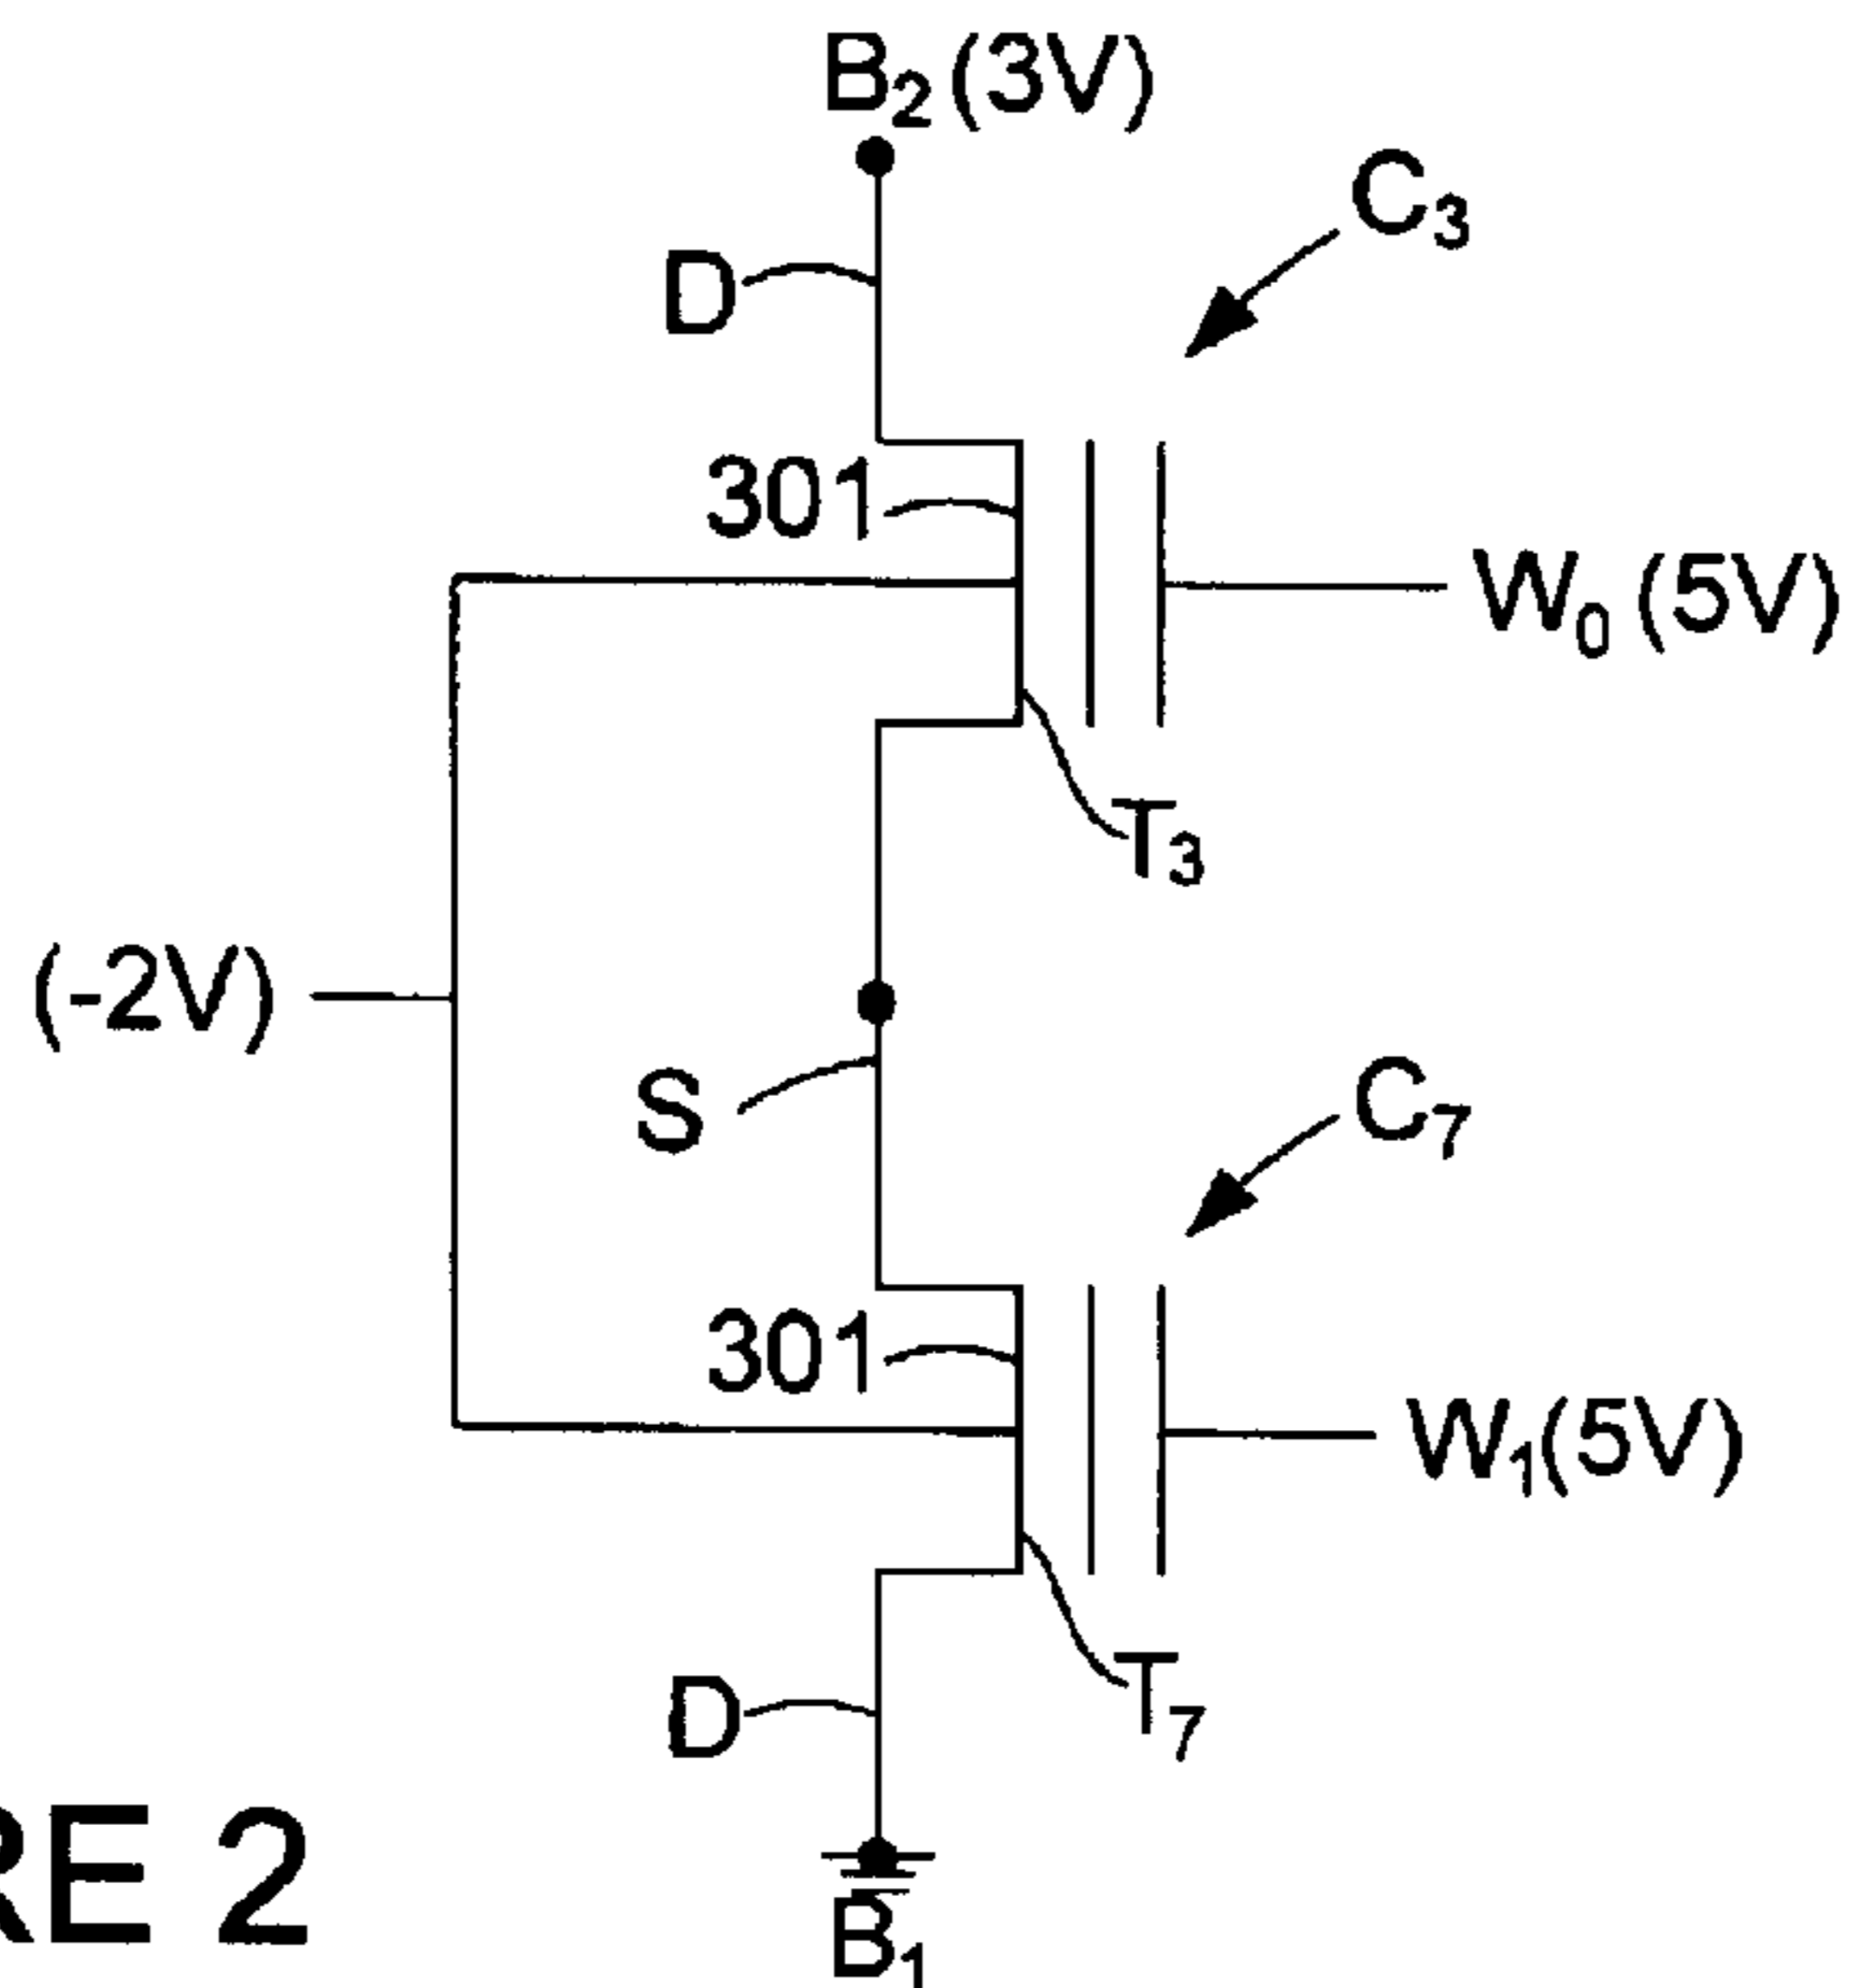 B₂ (3V)
C₃
D
301
W₀ (5V)
T₃
(-2V)
S
C₇
301
W₁(5V)
T₇
D
RE 2
B₁